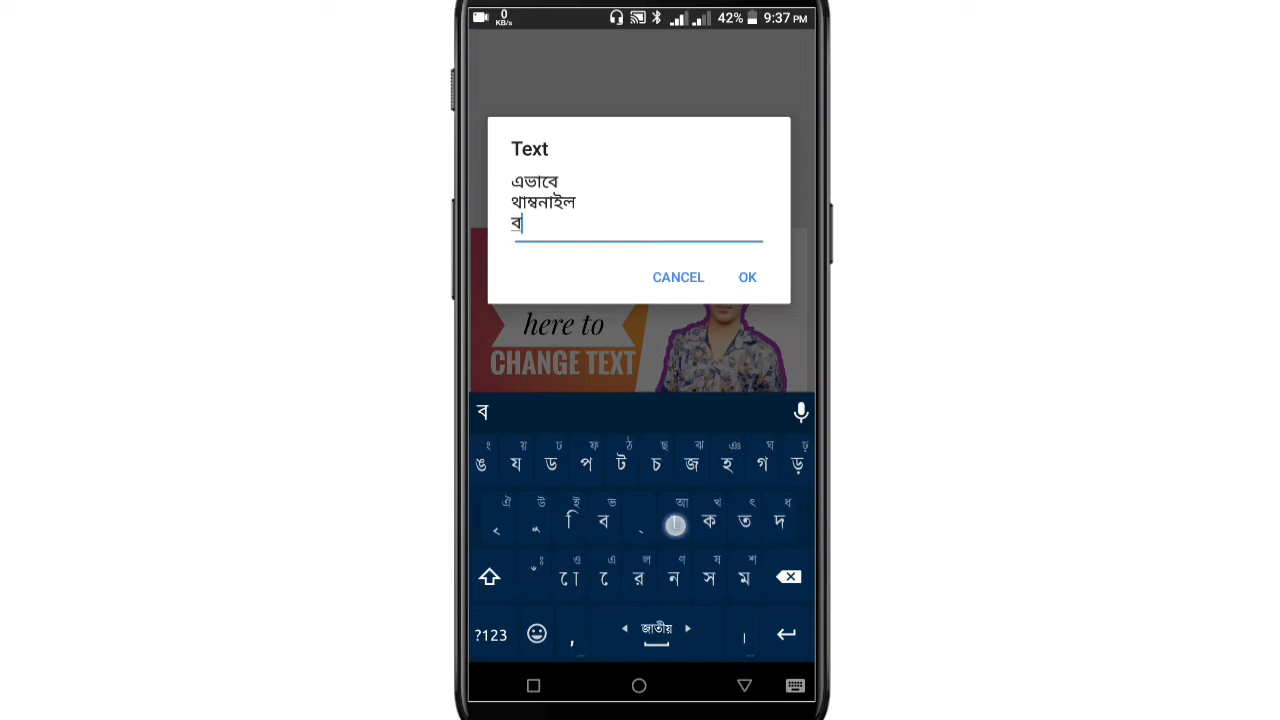 0
KB/s
42%
9:37 PM
Text
এভাবে
থাম্বনাইল
ব
CANCEL
OK
here to
CHANGE TEXT
ব
ং য় ঢ ফ ঠ ছ ঝ ঞ ঘ ঢ়
ঙ য ড প ট চ জ হ গ ড়
ঐ উ ই ভ আ খ ৎ ধ
ৃ ু ি ব ্ া ক ত দ
ঃ ও এ ল ণ ষ শ
ঁ ো ে র ন স ম
?123 , জাতীয় ।